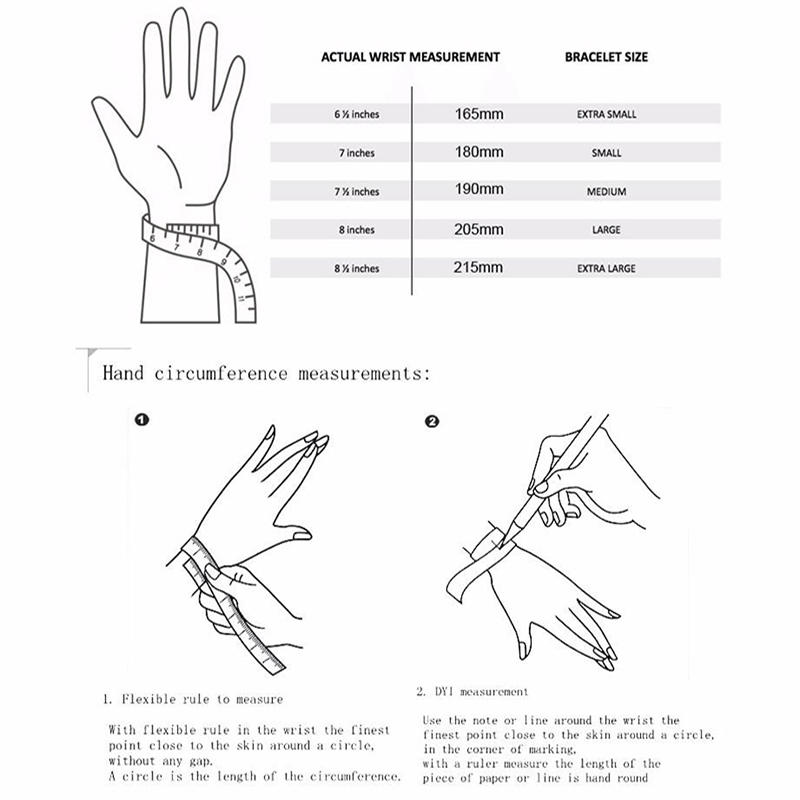 ACTUAL WRIST MEASUREMENT BRACELET SIZE
6 ½ inches 165mm EXTRA SMALL
7 inches 180mm SMALL
7 ½ inches 190mm MEDIUM
8 inches 205mm LARGE
8 ½ inches 215mm EXTRA LARGE
6 7 8 9 10 11
Hand circumference measurements:
1
2
1. Flexible rule to measure
With flexible rule in the wrist the finest
point close to the skin around a circle,
without any gap.
A circle is the length of the circumference.
2. DYI measurement
Use the note or line around the wrist the
finest point close to the skin around a circle,
in the corner of marking,
with a ruler measure the length of the
piece of paper or line is hand round